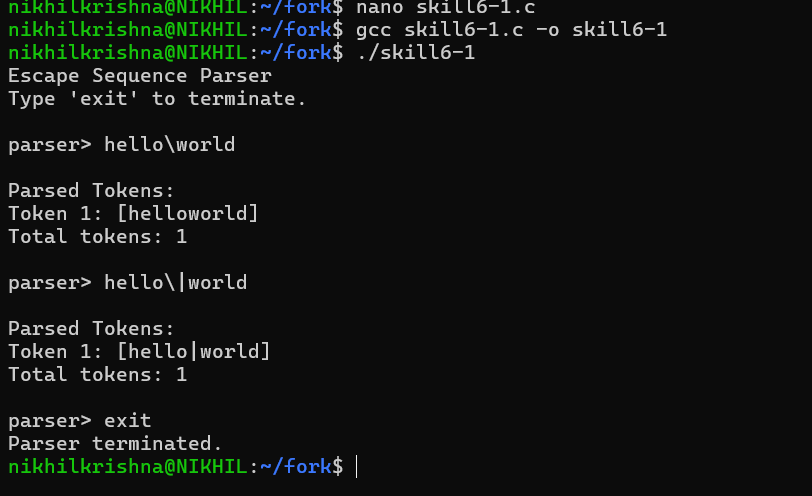 nikhilkrishna@NIKHIL:~/fork$ nano skill6-1.c
nikhilkrishna@NIKHIL:~/fork$ gcc skill6-1.c -o skill6-1
nikhilkrishna@NIKHIL:~/fork$ ./skill6-1
Escape Sequence Parser
Type 'exit' to terminate.
parser> hello\world
Parsed Tokens:
Token 1: [helloworld]
Total tokens: 1
parser> hello\|world
Parsed Tokens:
Token 1: [hello|world]
Total tokens: 1
parser> exit
Parser terminated.
nikhilkrishna@NIKHIL:~/fork$